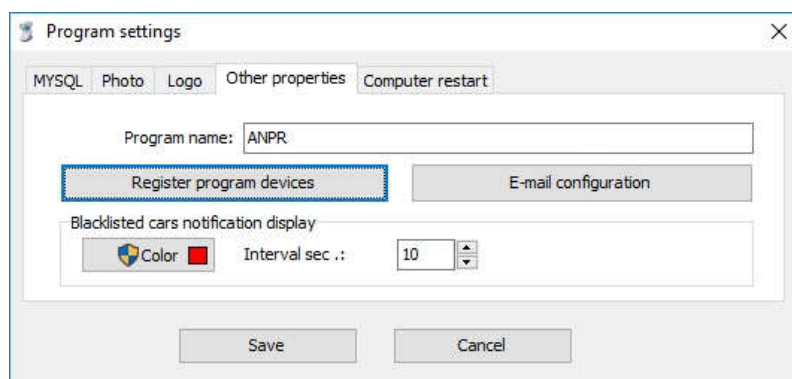 Program settings
MYSQL Photo Logo Other properties Computer restart
Program name: ANPR
Register program devices E-mail configuration
Blacklisted cars notification display
Color Interval sec .: 10
Save Cancel